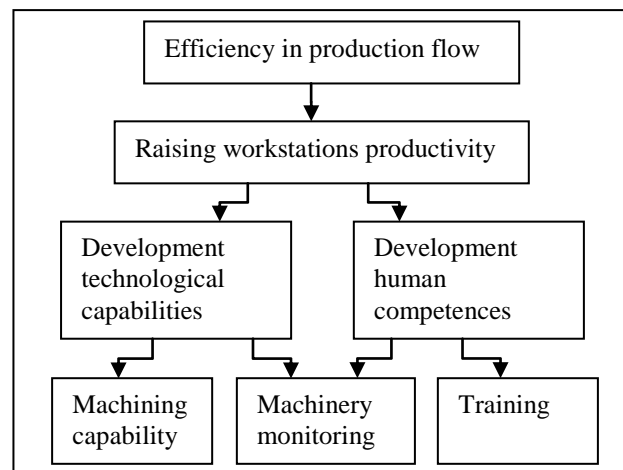 Efficiency in production flow
Raising workstations productivity
Development
technological
capabilities
Development
human
competences
Machining
capability
Machinery
monitoring
Training